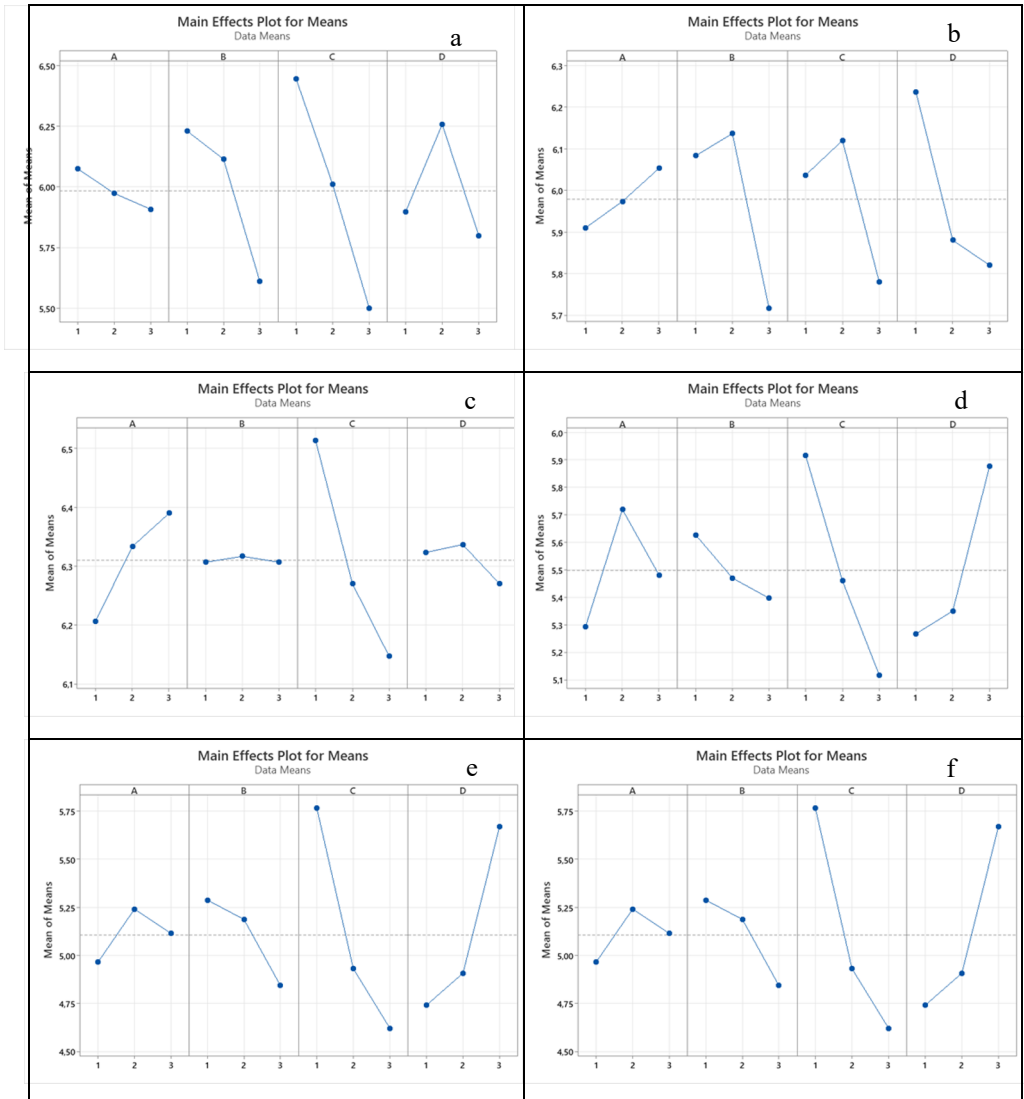 Main Effects Plot for Means
Data Means
a
A B C D
6,50
6,25
6,00
5,75
5,50
Mean of Means
1 2 3 1 2 3 1 2 3 1 2 3
Main Effects Plot for Means
Data Means
b
A B C D
6,3
6,2
6,1
6,0
5,9
5,8
5,7
Mean of Means
1 2 3 1 2 3 1 2 3 1 2 3
Main Effects Plot for Means
Data Means
c
A B C D
6,5
6,4
6,3
6,2
6,1
Mean of Means
1 2 3 1 2 3 1 2 3 1 2 3
Main Effects Plot for Means
Data Means
d
A B C D
6,0
5,9
5,8
5,7
5,6
5,5
5,4
5,3
5,2
5,1
Mean of Means
1 2 3 1 2 3 1 2 3 1 2 3
Main Effects Plot for Means
Data Means
e
A B C D
5,75
5,50
5,25
5,00
4,75
4,50
Mean of Means
1 2 3 1 2 3 1 2 3 1 2 3
Main Effects Plot for Means
Data Means
f
A B C D
5,75
5,50
5,25
5,00
4,75
4,50
Mean of Means
1 2 3 1 2 3 1 2 3 1 2 3